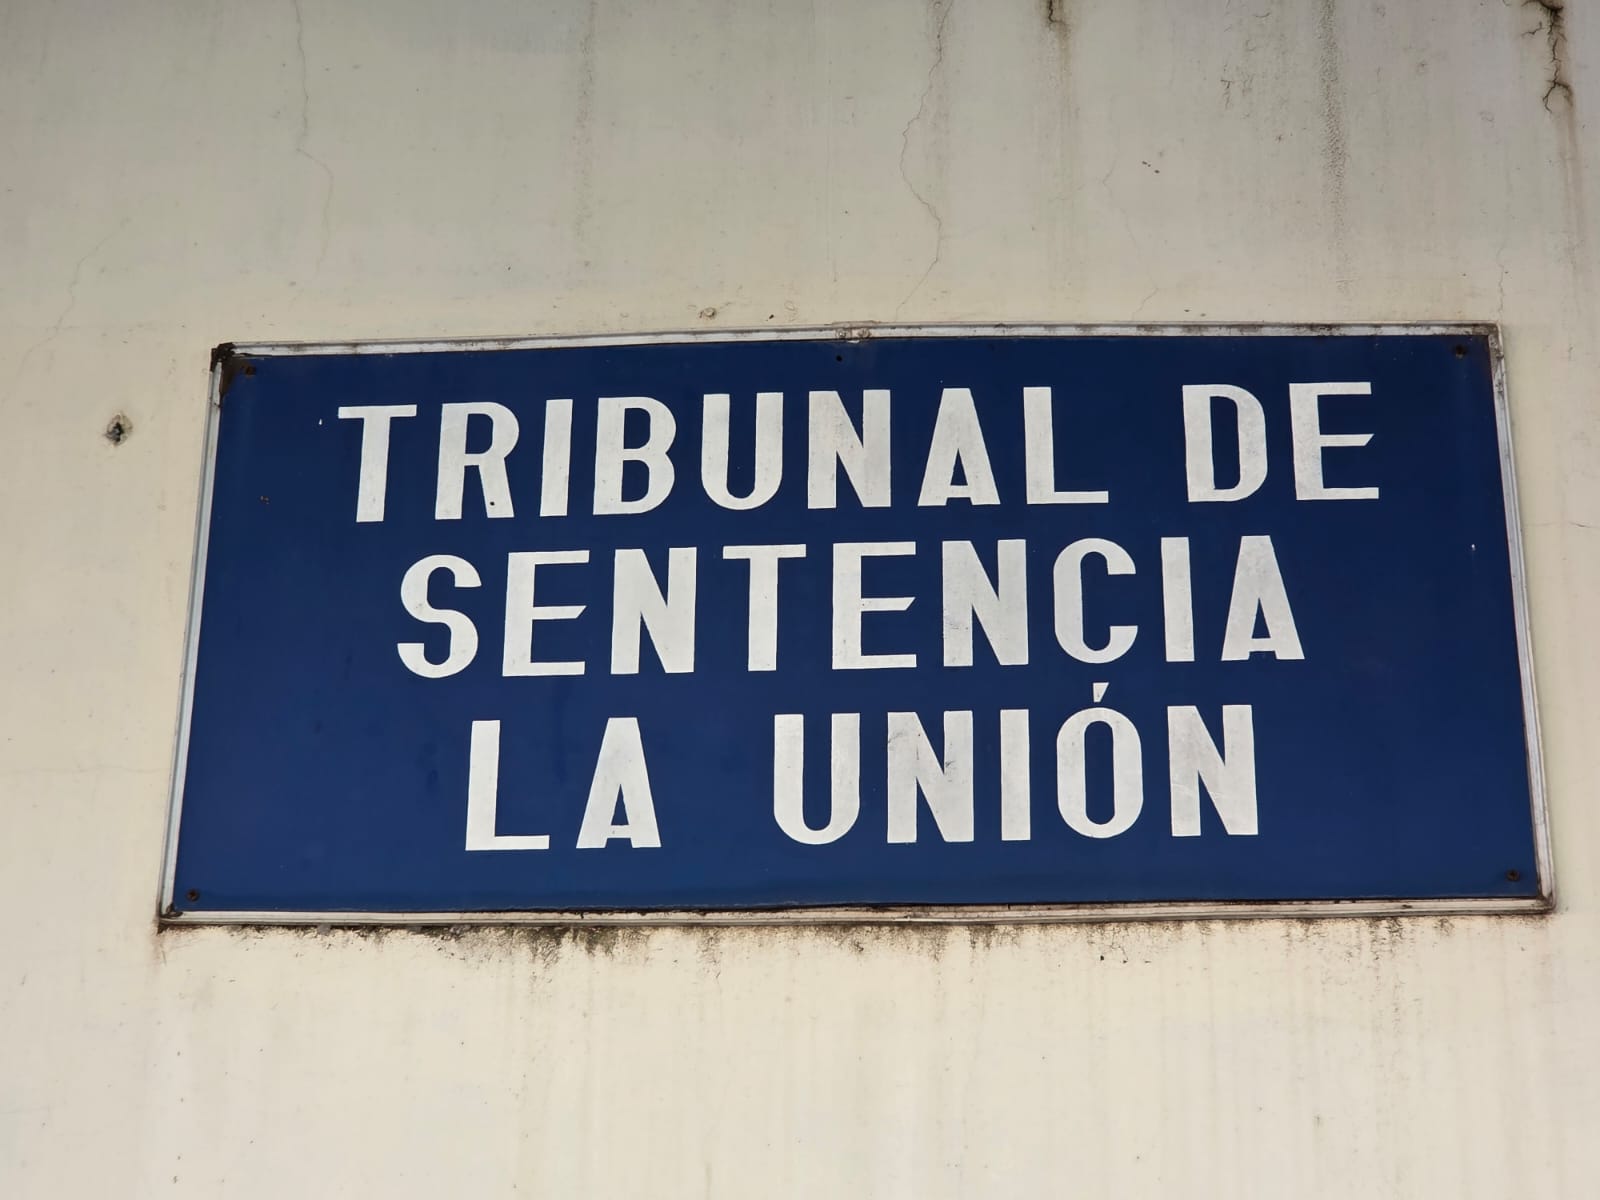 TRIBUNAL DE
SENTENCIA
LA UNIÓN